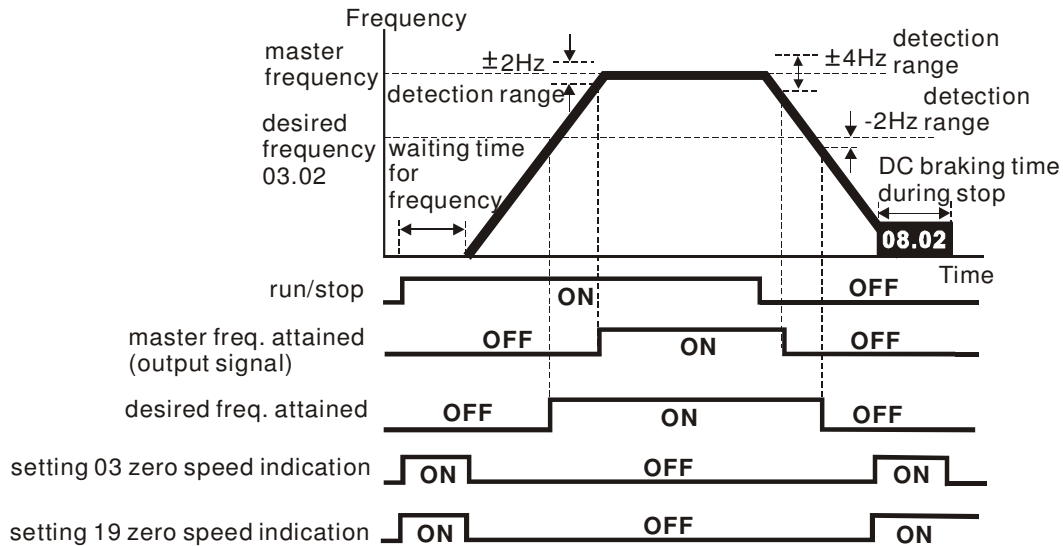 Frequency
master
frequency
±2Hz
detection range
±4Hz
detection
range
detection
-2Hz range
desired
frequency
03.02
waiting time
for
frequency
DC braking time
during stop
08.02
Time
run/stop
ON
OFF
master freq. attained
(output signal)
OFF
ON
OFF
desired freq. attained
OFF
ON
OFF
setting 03 zero speed indication
ON
OFF
ON
setting 19 zero speed indication
ON
OFF
ON